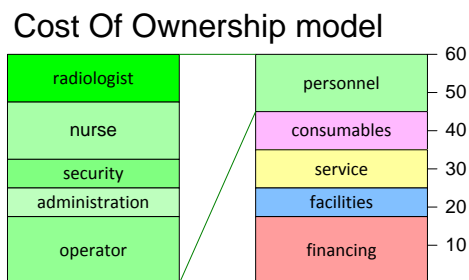 Cost Of Ownership model
radiologist
nurse
security
administration
operator
personnel
consumables
service
facilities
financing
60
50
40
30
20
10